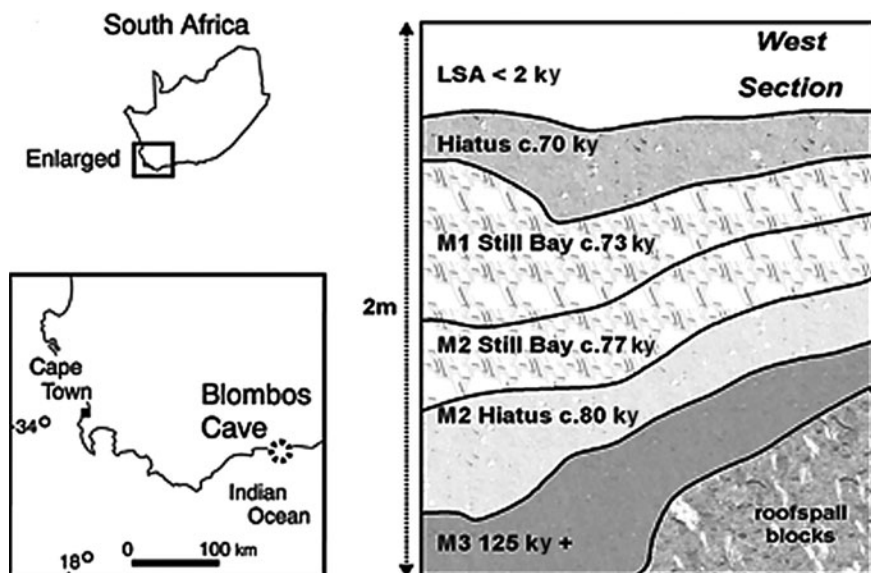 South Africa
Enlarged
Cape
Town
34°
Blombos
Cave
Indian
Ocean
0 100 km
18°
West
Section
LSA < 2 ky
Hiatus c.70 ky
M1 Still Bay c.73 ky
2m
M2 Still Bay c.77 ky
M2 Hiatus c.80 ky
M3 125 ky +
roofspall
blocks